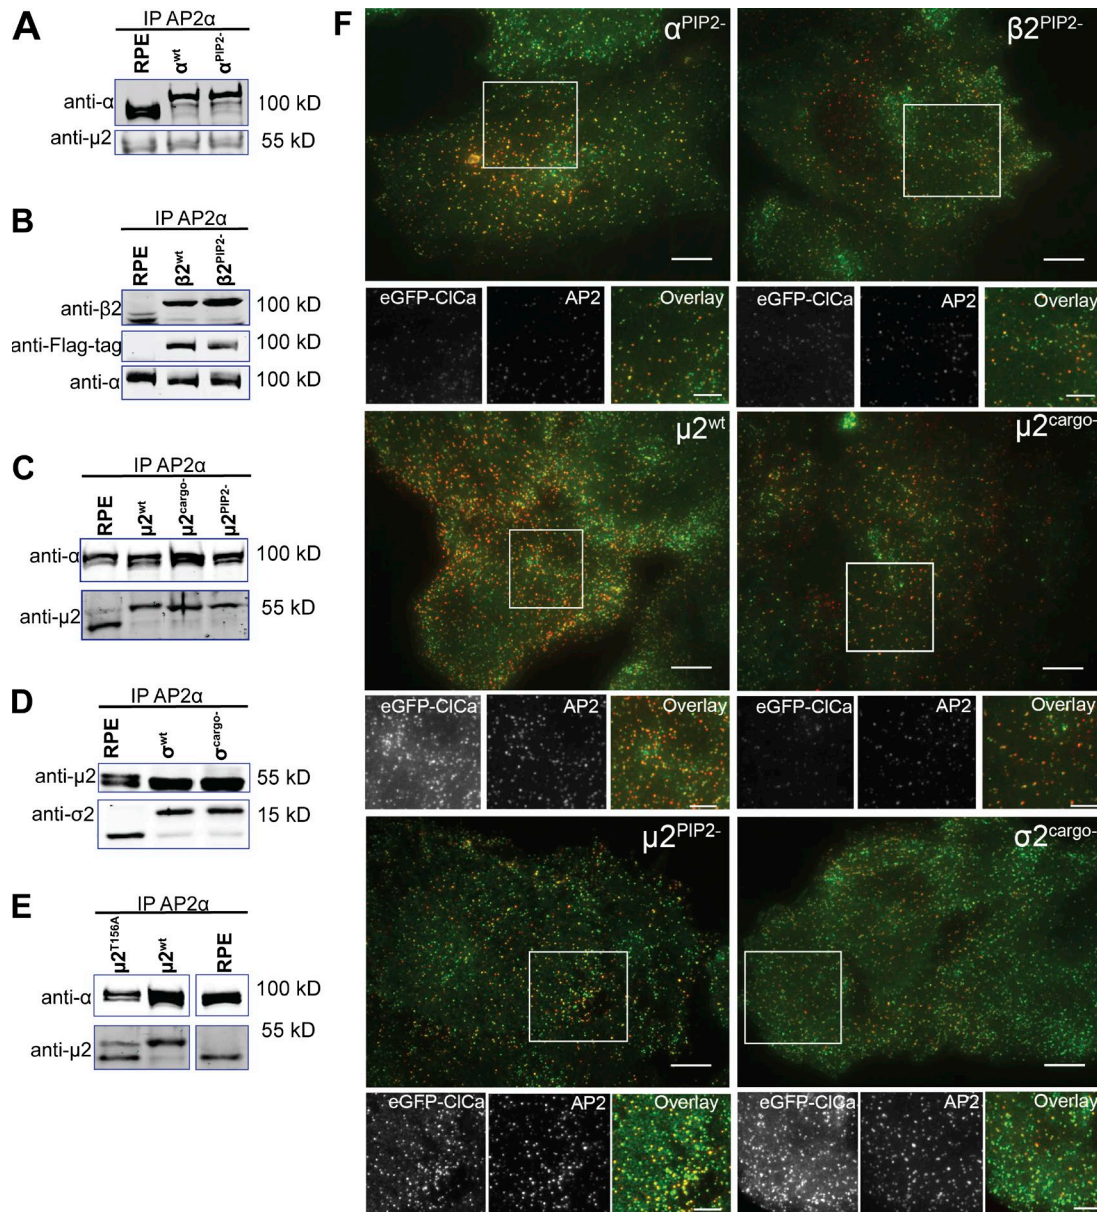 A
IP AP2α
RPE
α^wt
α^PIP2-
anti-α
100 kD
anti-µ2
55 kD
B
IP AP2α
RPE
β2^wt
β2^PIP2-
anti-β2
100 kD
anti-Flag-tag
100 kD
anti-α
100 kD
C
IP AP2α
RPE
µ2^wt
µ2^cargo-
µ2^PIP2-
anti-α
100 kD
anti-µ2
55 kD
D
IP AP2α
RPE
σ^wt
σ^cargo-
anti-µ2
55 kD
anti-σ2
15 kD
E
IP AP2α
µ2^T156A
µ2^wt
RPE
anti-α
100 kD
55 kD
anti-µ2
F
α^PIP2-
eGFP-ClCa
AP2
Overlay
β2^PIP2-
eGFP-ClCa
AP2
Overlay
µ2^wt
eGFP-ClCa
AP2
Overlay
µ2^cargo-
eGFP-ClCa
AP2
Overlay
µ2^PIP2-
eGFP-ClCa
AP2
Overlay
σ2^cargo-
eGFP-ClCa
AP2
Overlay